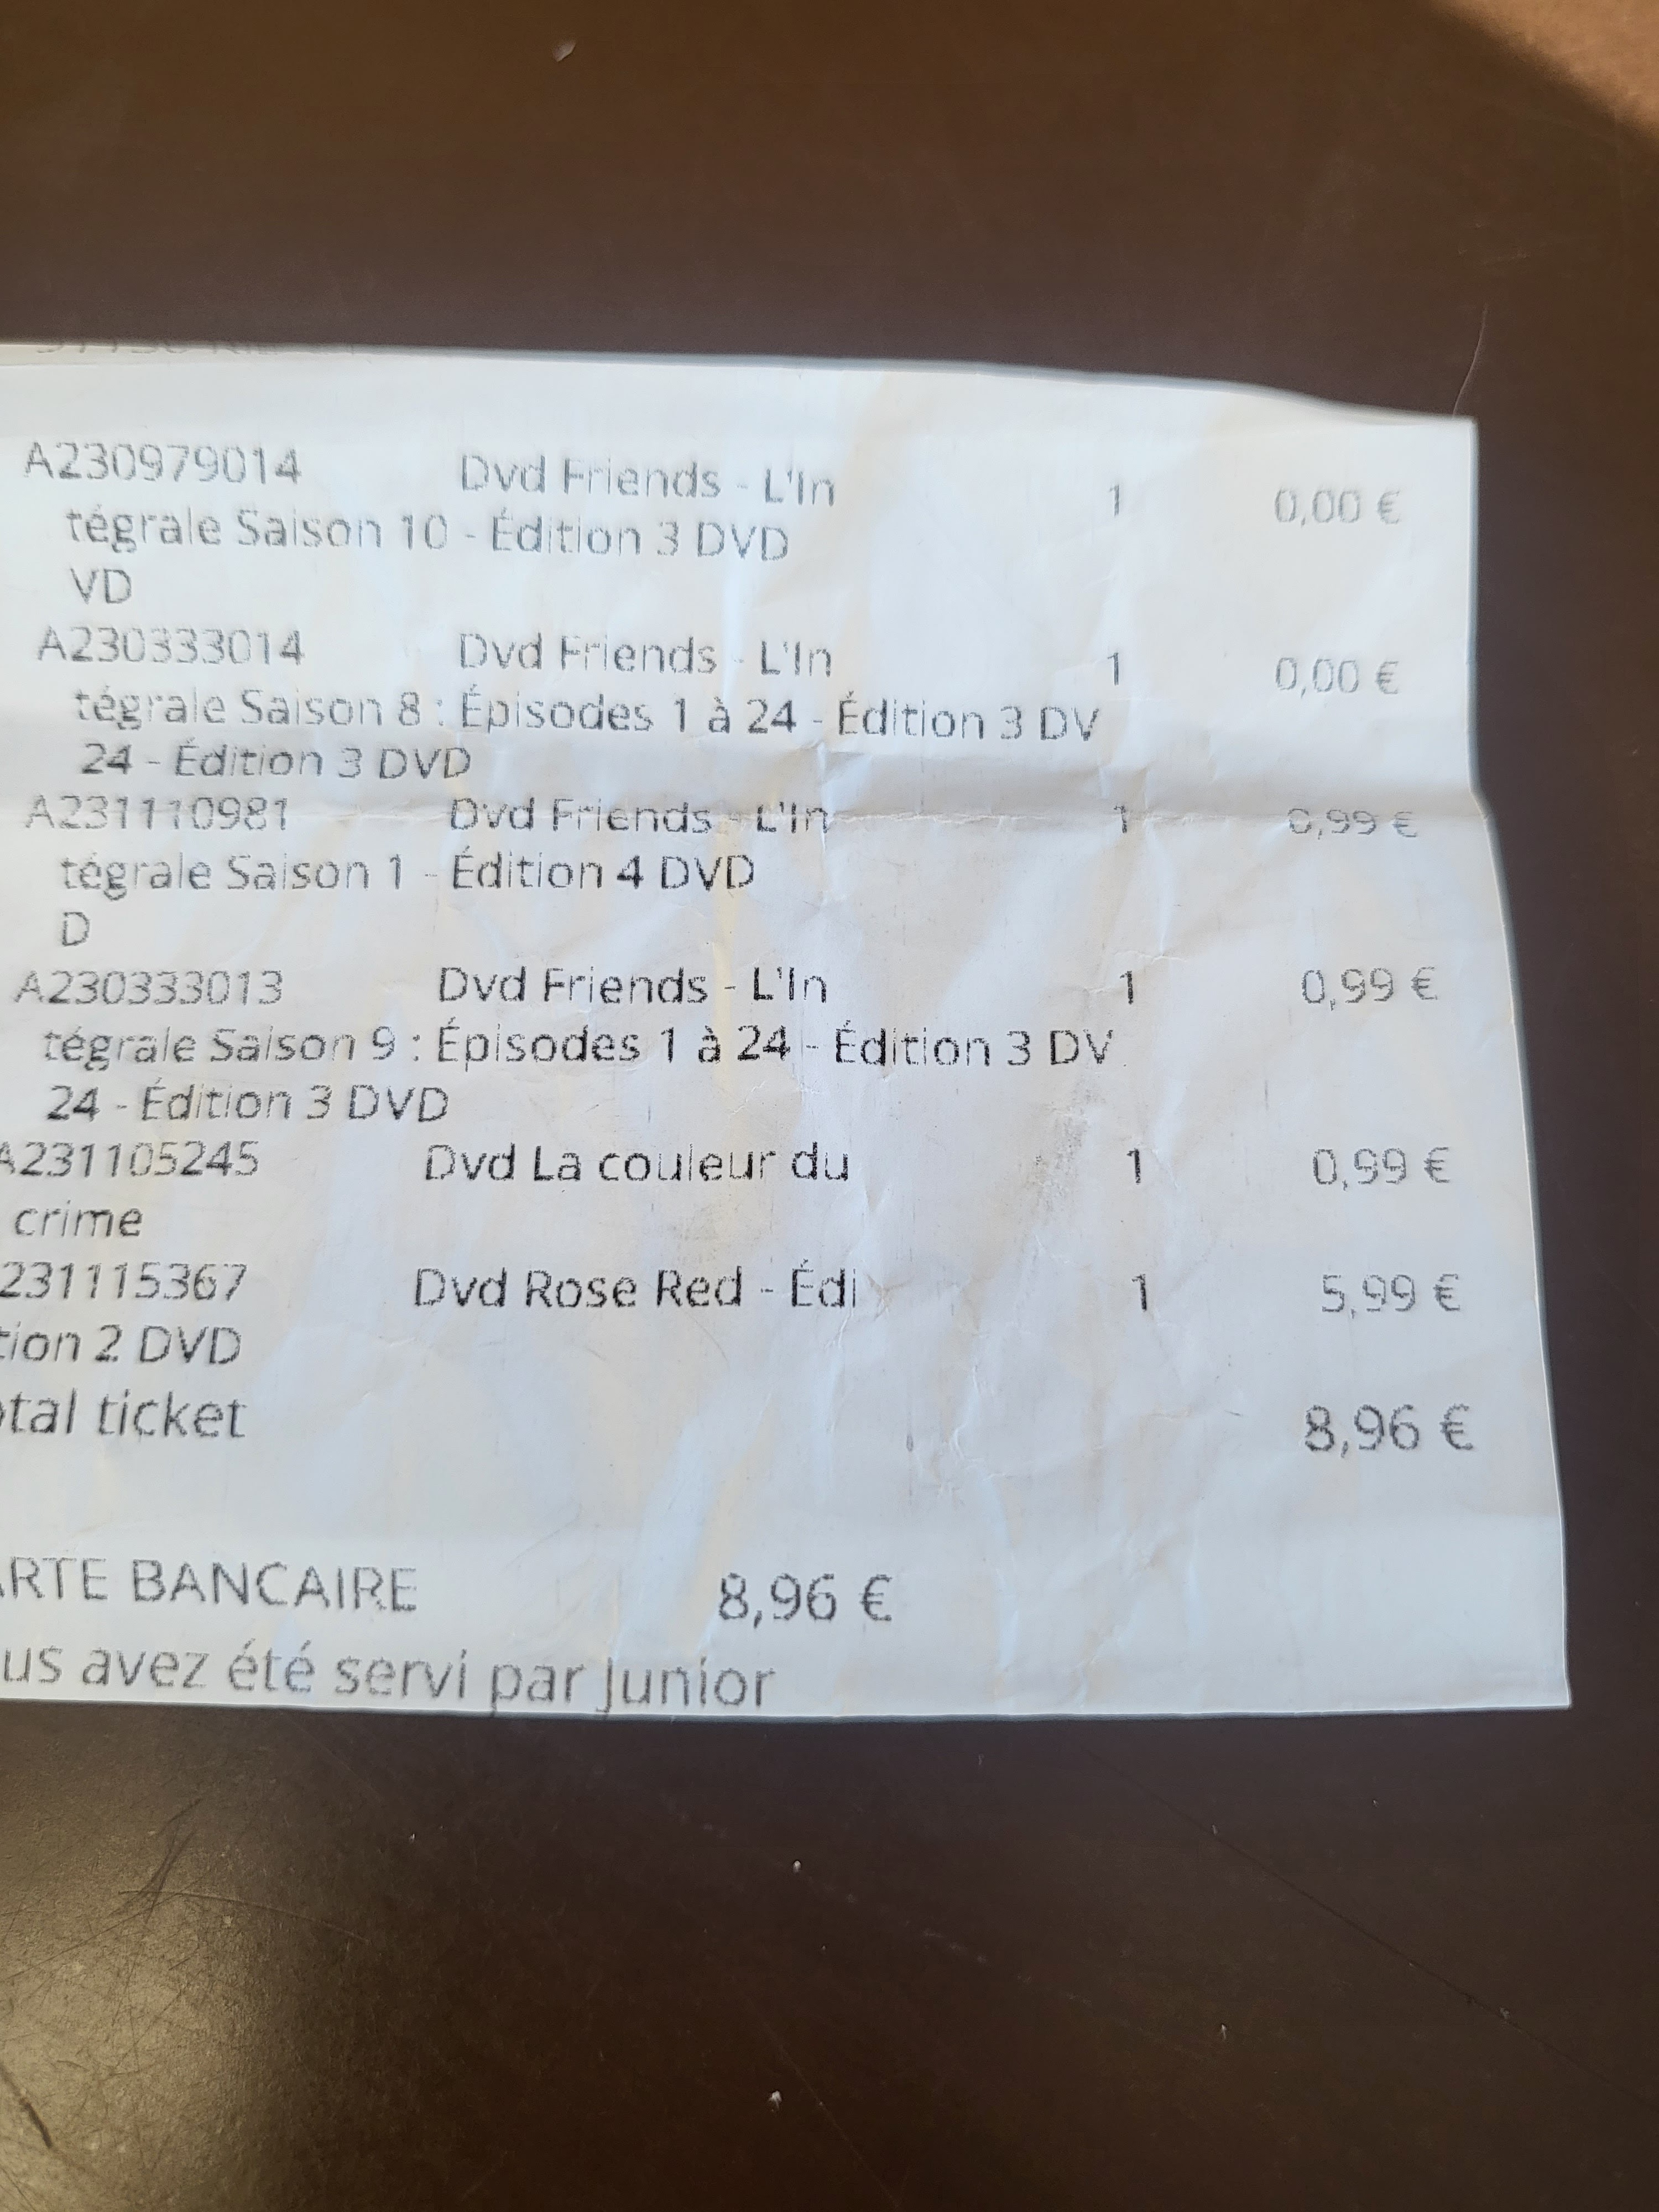 A230979014 Dvd Friends - L'In 1 0,00 €
tégrale Saison 10 - Édition 3 DVD
VD
A230333014 Dvd Friends - L'In 1 0,00 €
tégrale Saison 8 : Épisodes 1 à 24 - Édition 3 DV
24 - Édition 3 DVD
A231110981 Dvd Friends - L'In 1 0,99 €
tégrale Saison 1 - Édition 4 DVD
D
A230333013 Dvd Friends - L'In 1 0,99 €
tégrale Saison 9 : Épisodes 1 à 24 - Édition 3 DV
24 - Édition 3 DVD
A231105245 Dvd La couleur du 1 0,99 €
crime
231115367 Dvd Rose Red - Édi 1 5,99 €
tion 2 DVD
otal ticket 8,96 €
ARTE BANCAIRE 8,96 €
us avez été servi par Junior